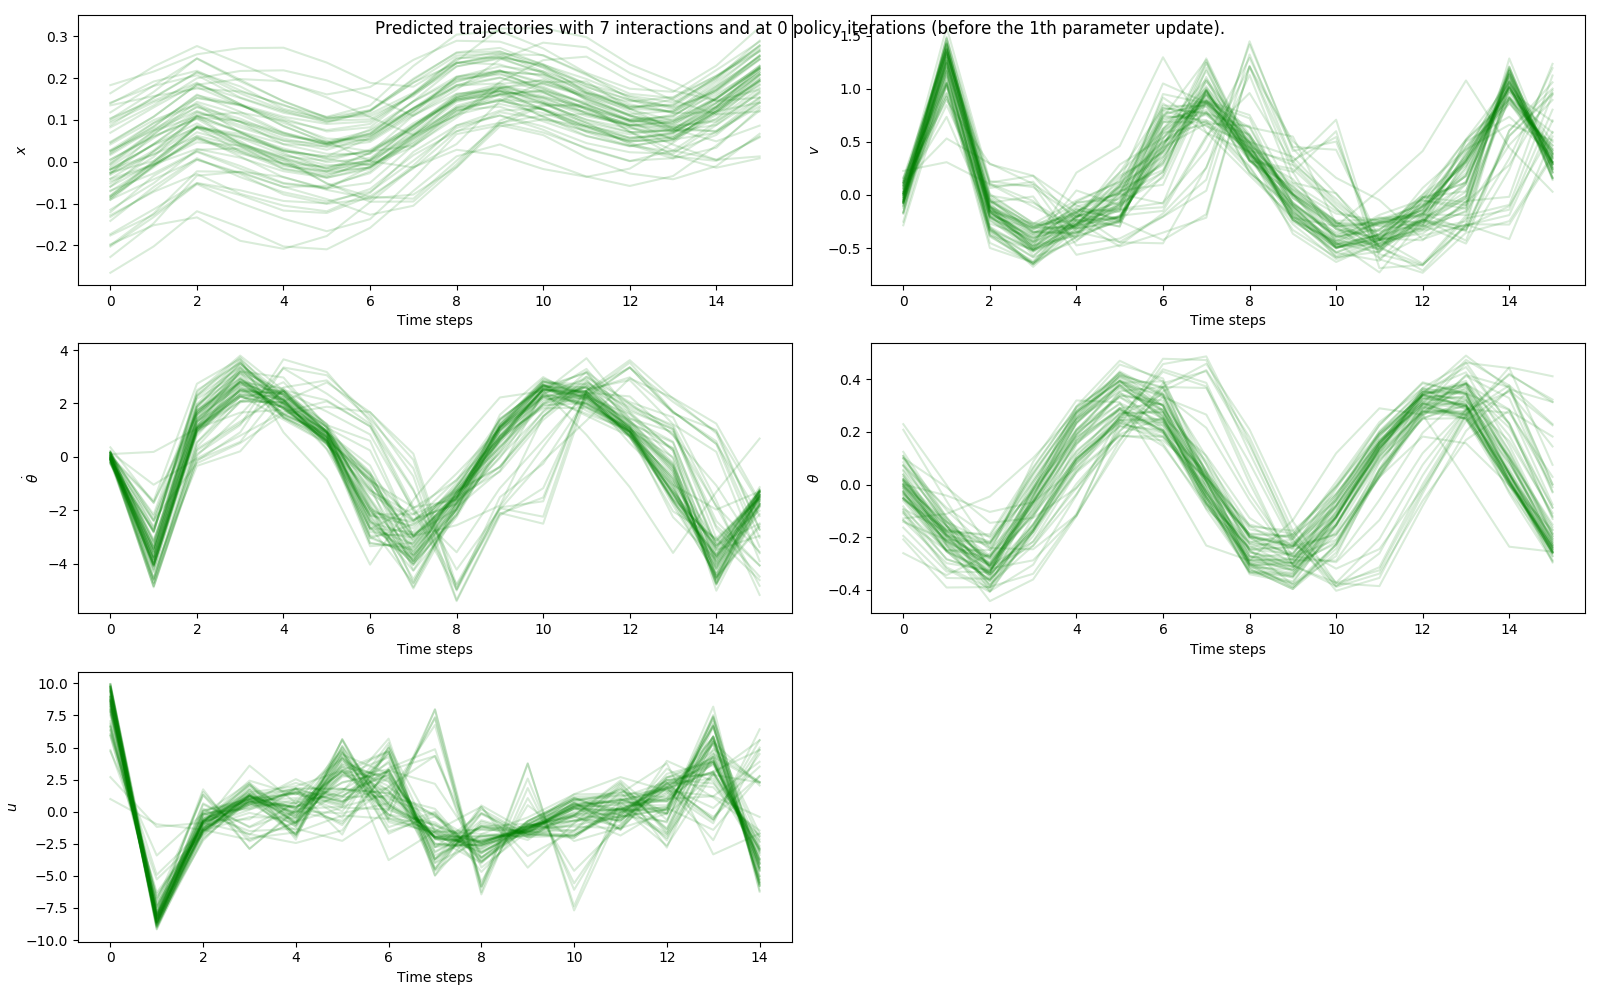 Predicted trajectories with 7 interactions and at 0 policy iterations (before the 1th parameter update).
0.3
0.2
0.1
0.0
−0.1
−0.2
x
0 2 4 6 8 10 12 14
Time steps
1.5
1.0
0.5
0.0
−0.5
v
0 2 4 6 8 10 12 14
Time steps
4
2
0
−2
−4
θ̇
0 2 4 6 8 10 12 14
Time steps
0.4
0.2
0.0
−0.2
−0.4
θ
0 2 4 6 8 10 12 14
Time steps
10.0
7.5
5.0
2.5
0.0
−2.5
−5.0
−7.5
−10.0
u
0 2 4 6 8 10 12 14
Time steps